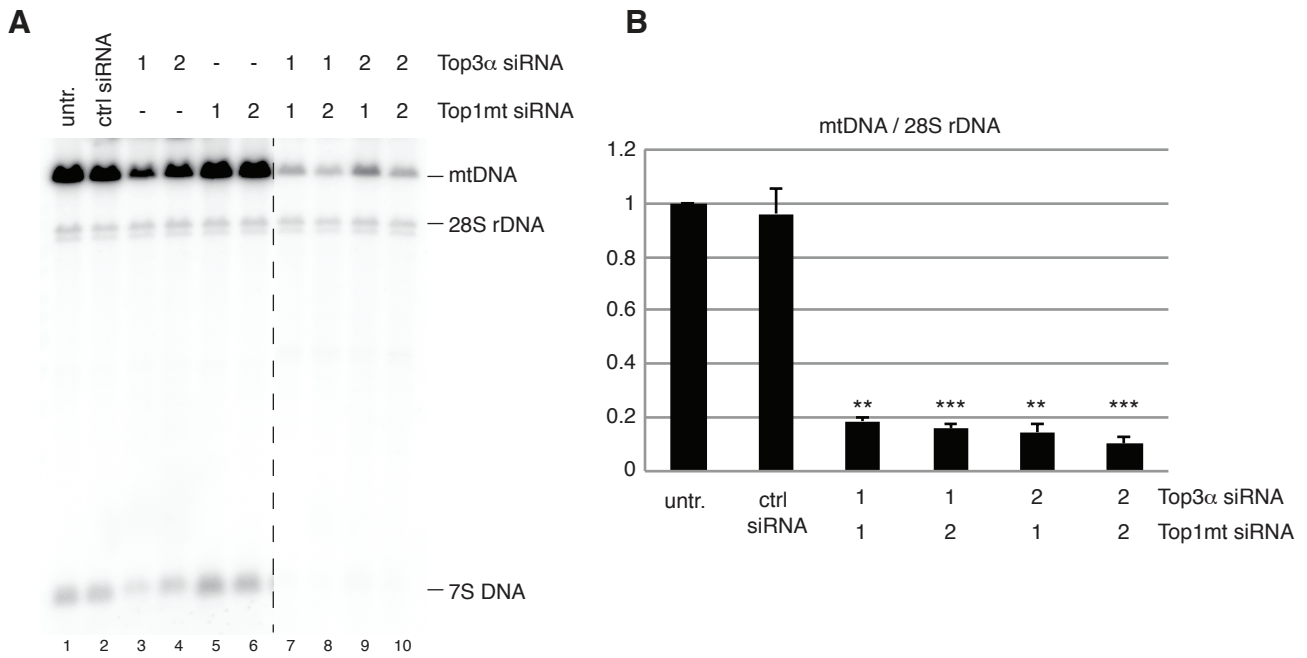 A
untr.
ctrl siRNA
1 2 - - 1 1 2 2 Top3α siRNA
- - 1 2 1 2 1 2 Top1mt siRNA
mtDNA
28S rDNA
7S DNA
1 2 3 4 5 6 7 8 9 10
B
mtDNA / 28S rDNA
1.2
1
0.8
0.6
0.4
0.2
0
** *** ** ***
untr.
ctrl
siRNA
1 1 2 2 Top3α siRNA
1 2 1 2 Top1mt siRNA